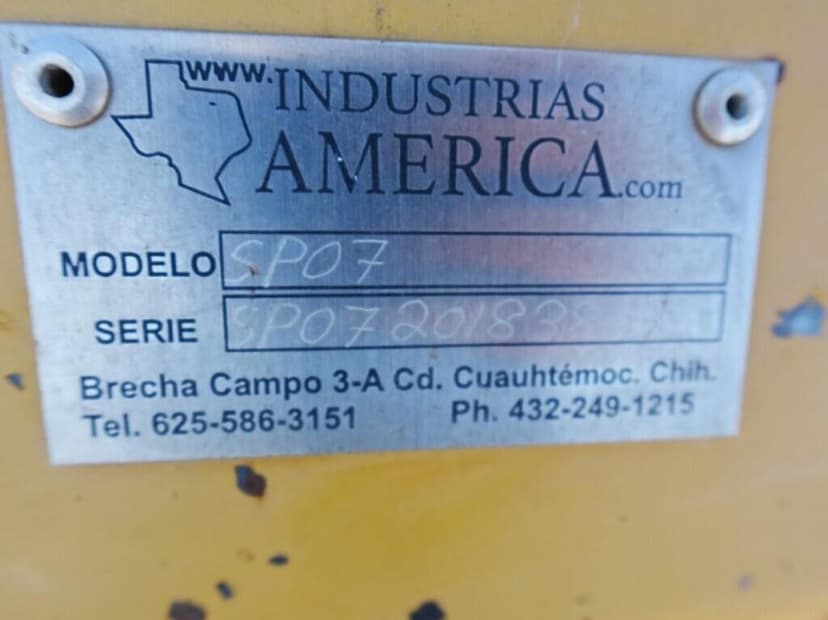 www.INDUSTRIAS
AMERICA.com
MODELO SP07
SERIE
Brecha Campo 3-A Cd. Cuauhtémoc. Chih.
Tel. 625-586-3151 Ph. 432-249-1215